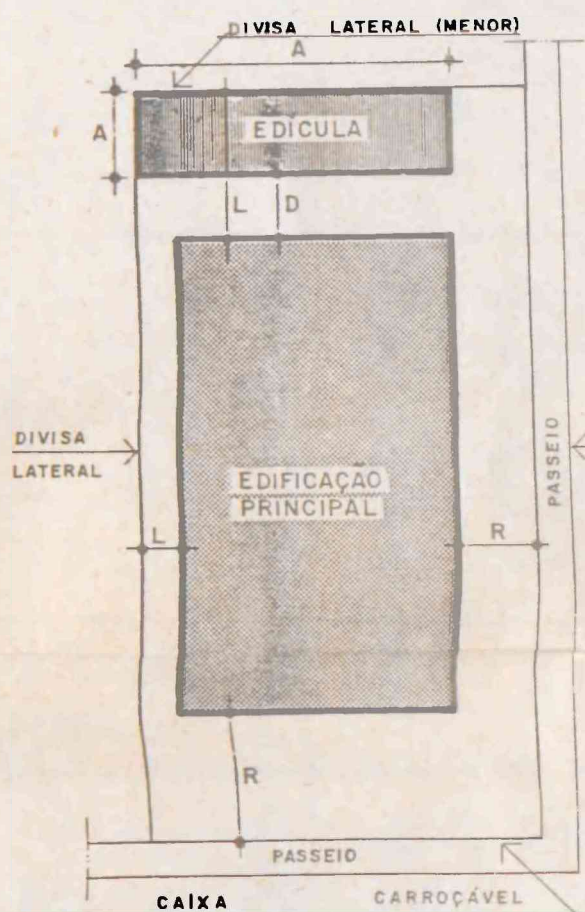 DIVISA LATERAL (MENOR)
A
A
EDÍCULA
L D
DIVISA
LATERAL
PASSEIO
EDIFICAÇÃO
PRINCIPAL
L
R
R
PASSEIO
CAIXA CARROÇÁVEL